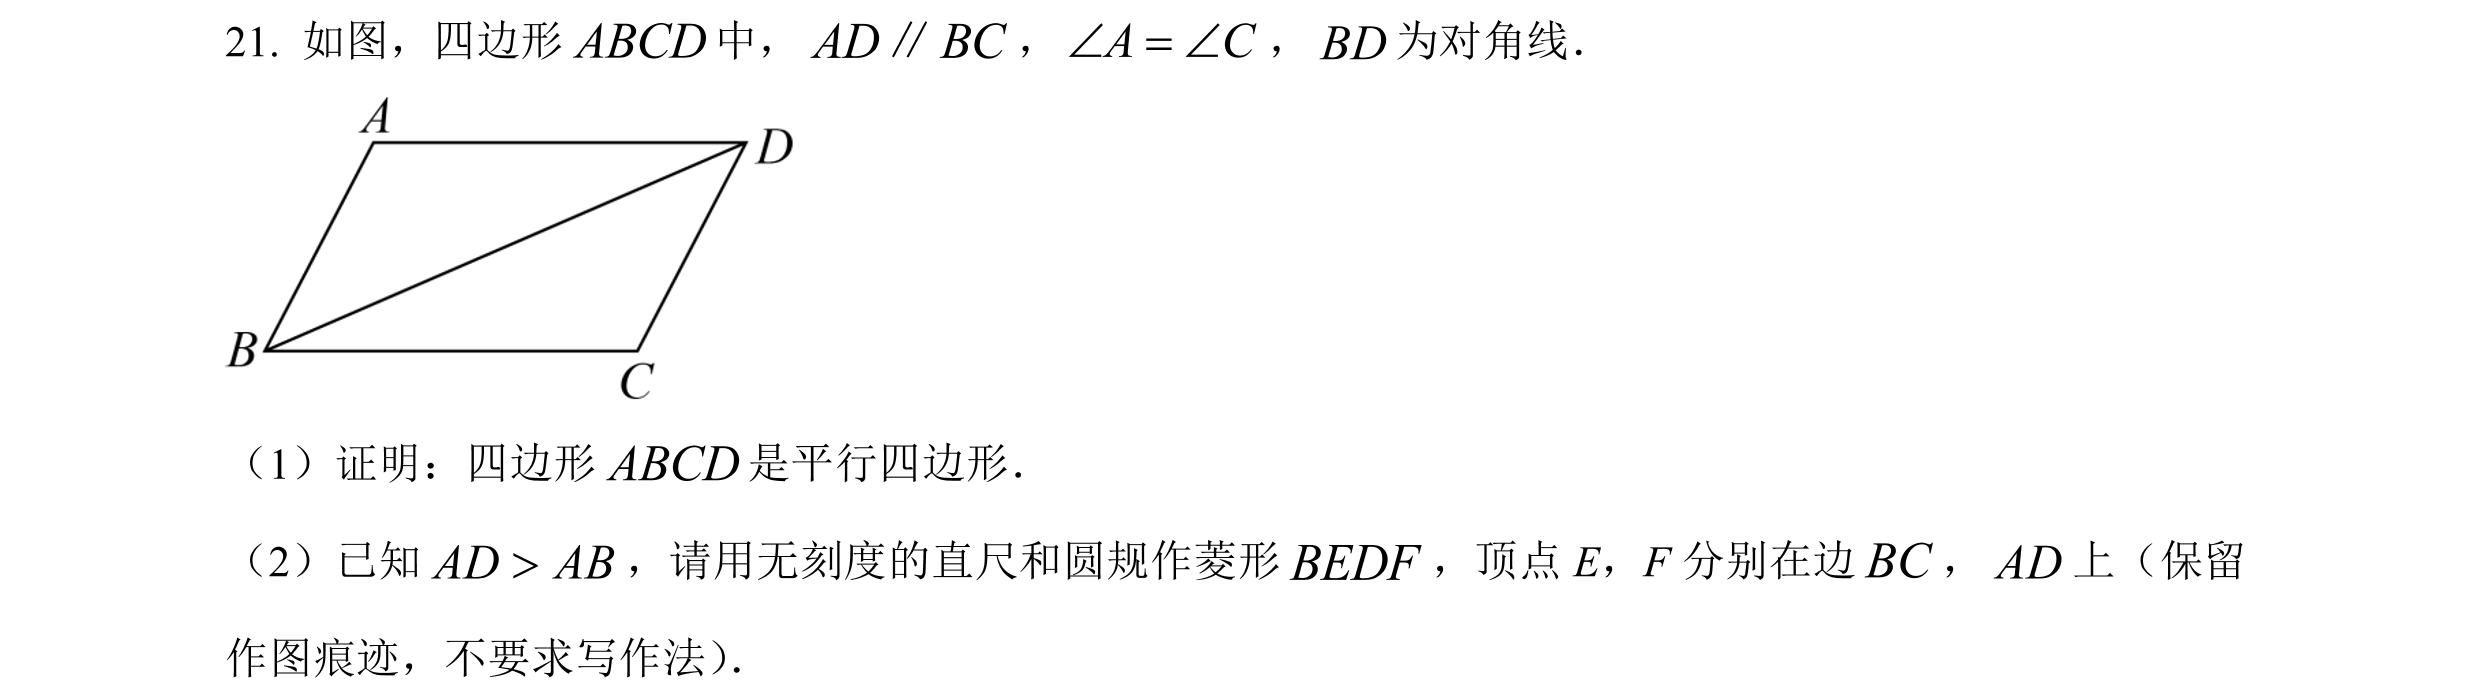 21. 如图，四边形 ABCD 中， AD // BC ， ∠A = ∠C ， BD 为对角线．
A
D
B
C
（1）证明：四边形 ABCD 是平行四边形．
（2）已知 AD > AB ，请用无刻度的直尺和圆规作菱形 BEDF ，顶点 E，F 分别在边 BC ， AD 上（保留
作图痕迹，不要求写作法）．